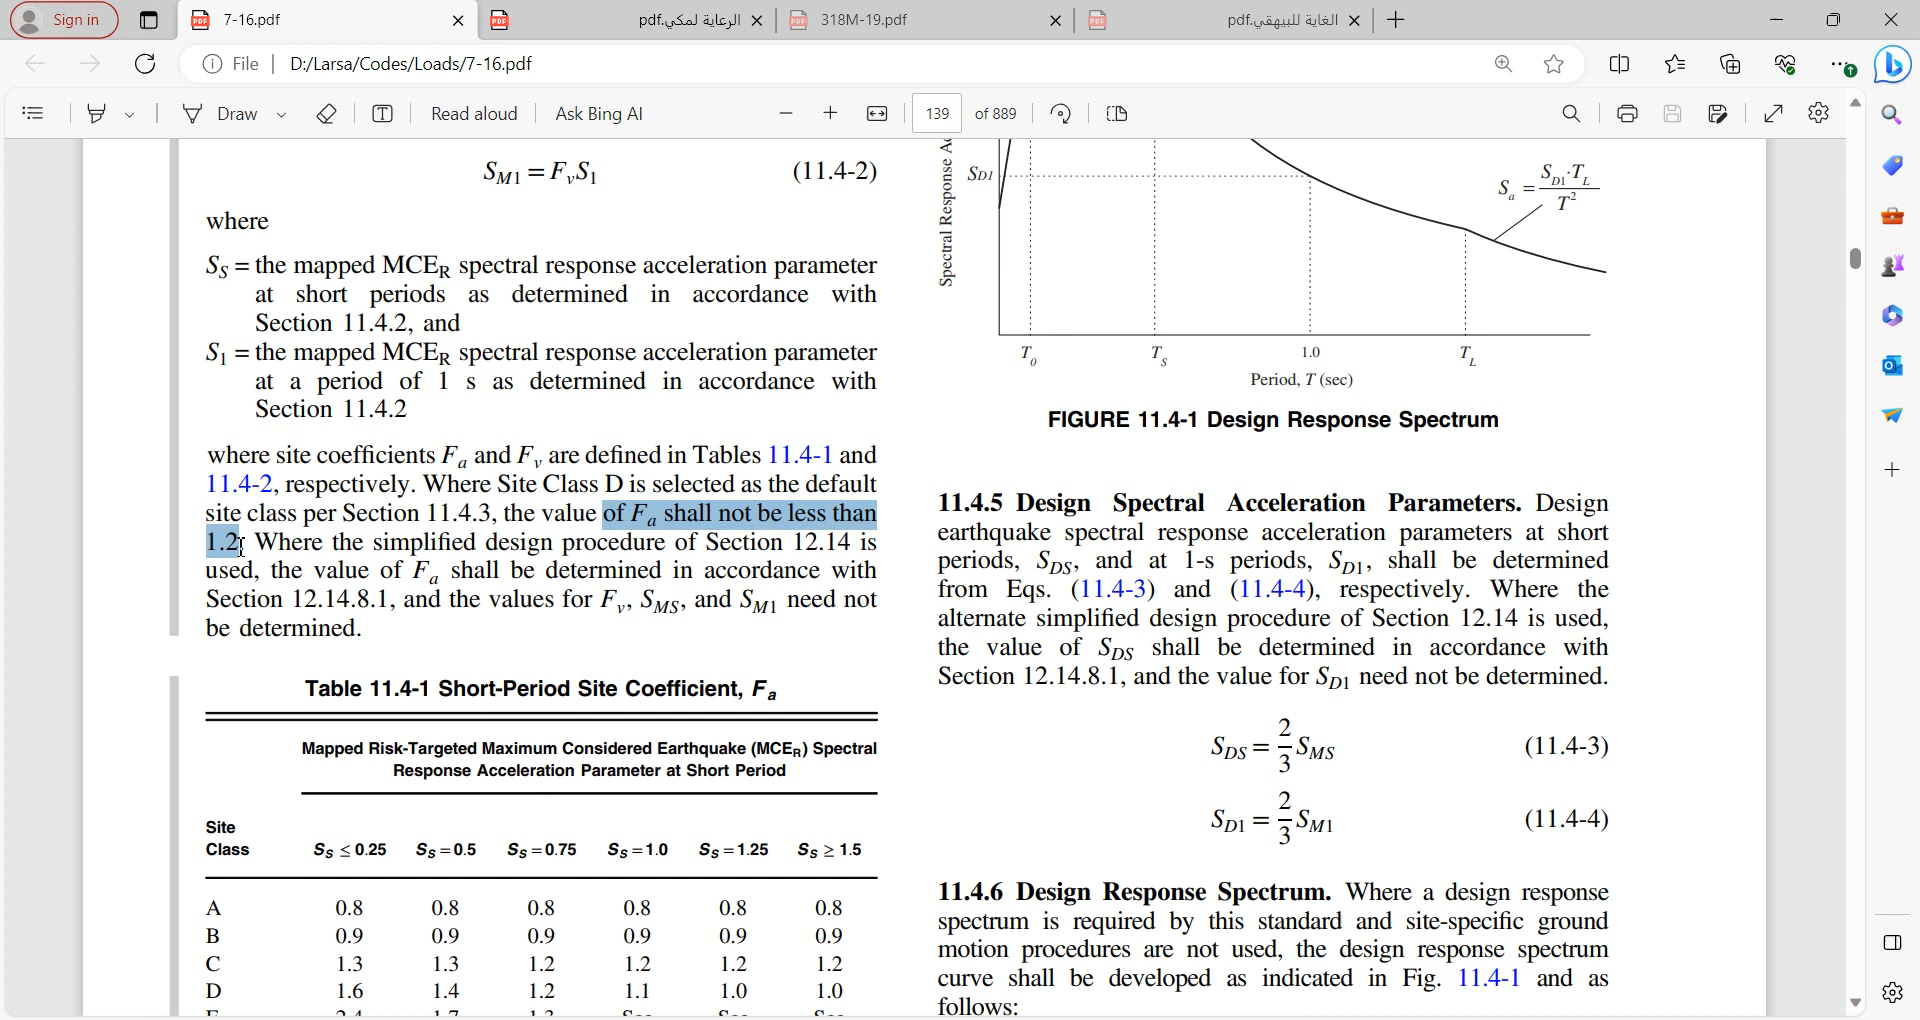 Sign in
7-16.pdf
الرعاية لمكي.pdf
318M-19.pdf
الغاية للبيهقي.pdf
File
D:/Larsa/Codes/Loads/7-16.pdf
Draw
Read aloud
Ask Bing AI
139
of 889
S_M1 = F_v S_1 (11.4-2)
where
S_S = the mapped MCE_R spectral response acceleration parameter
at short periods as determined in accordance with
Section 11.4.2, and
S_1 = the mapped MCE_R spectral response acceleration parameter
at a period of 1 s as determined in accordance with
Section 11.4.2
where site coefficients F_a and F_v are defined in Tables 11.4-1 and
11.4-2, respectively. Where Site Class D is selected as the default
site class per Section 11.4.3, the value of F_a shall not be less than
1.2. Where the simplified design procedure of Section 12.14 is
used, the value of F_a shall be determined in accordance with
Section 12.14.8.1, and the values for F_v, S_MS, and S_M1 need not
be determined.
Table 11.4-1 Short-Period Site Coefficient, F_a
Mapped Risk-Targeted Maximum Considered Earthquake (MCE_R) Spectral
Response Acceleration Parameter at Short Period
Site
Class S_S ≤ 0.25 S_S = 0.5 S_S = 0.75 S_S = 1.0 S_S = 1.25 S_S ≥ 1.5
A 0.8 0.8 0.8 0.8 0.8 0.8
B 0.9 0.9 0.9 0.9 0.9 0.9
C 1.3 1.3 1.2 1.2 1.2 1.2
D 1.6 1.4 1.2 1.1 1.0 1.0
Spectral Response
S_D1
S_a = S_D1·T_L / T²
T_0 T_S 1.0 T_L
Period, T (sec)
FIGURE 11.4-1 Design Response Spectrum
11.4.5 Design Spectral Acceleration Parameters. Design
earthquake spectral response acceleration parameters at short
periods, S_DS, and at 1-s periods, S_D1, shall be determined
from Eqs. (11.4-3) and (11.4-4), respectively. Where the
alternate simplified design procedure of Section 12.14 is used,
the value of S_DS shall be determined in accordance with
Section 12.14.8.1, and the value for S_D1 need not be determined.
S_DS = 2/3 S_MS (11.4-3)
S_D1 = 2/3 S_M1 (11.4-4)
11.4.6 Design Response Spectrum. Where a design response
spectrum is required by this standard and site-specific ground
motion procedures are not used, the design response spectrum
curve shall be developed as indicated in Fig. 11.4-1 and as
follows: